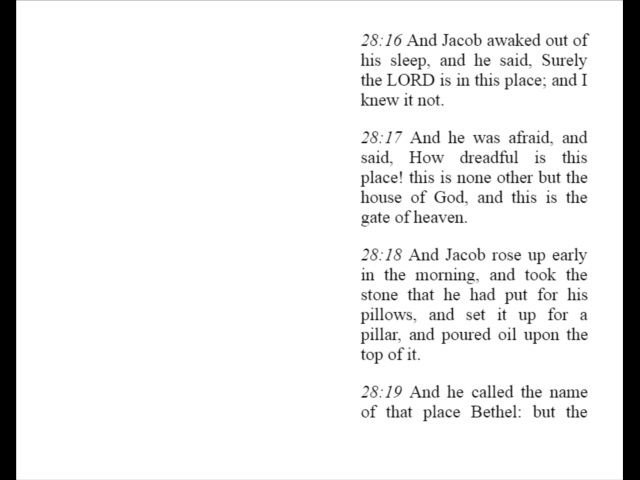 28:16 And Jacob awaked out of
his sleep, and he said, Surely
the LORD is in this place; and I
knew it not.
28:17 And he was afraid, and
said, How dreadful is this
place! this is none other but the
house of God, and this is the
gate of heaven.
28:18 And Jacob rose up early
in the morning, and took the
stone that he had put for his
pillows, and set it up for a
pillar, and poured oil upon the
top of it.
28:19 And he called the name
of that place Bethel: but the